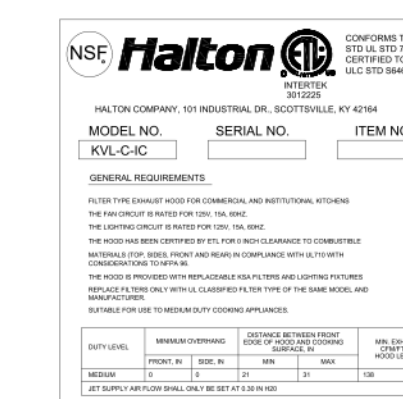 NSF
Halton
ETL
CONFORMS T
STD UL STD 7
CERTIFIED TO
ULC STD S646
INTERTEK
3012225
HALTON COMPANY, 101 INDUSTRIAL DR., SCOTTSVILLE, KY 42164
MODEL NO. SERIAL NO. ITEM NO
KVL-C-IC
GENERAL REQUIREMENTS
FILTER TYPE EXHAUST HOOD FOR COMMERCIAL AND INSTITUTIONAL KITCHENS
THE FAN CIRCUIT IS RATED FOR 125V, 15A, 60HZ.
THE LIGHTING CIRCUIT IS RATED FOR 125V, 15A, 60HZ.
THE HOOD HAS BEEN CERTIFIED BY ETL FOR 0 INCH CLEARANCE TO COMBUSTIBLE
MATERIALS (TOP, SIDES, FRONT AND REAR) IN COMPLIANCE WITH UL710 WITH
CONSIDERATIONS TO NFPA 96.
THE HOOD IS PROVIDED WITH REPLACEABLE KSA FILTERS AND LIGHTING FIXTURES
REPLACE FILTERS ONLY WITH UL CLASSIFIED FILTER TYPE OF THE SAME MODEL AND
MANUFACTURER.
SUITABLE FOR USE TO MEDIUM DUTY COOKING APPLIANCES.
DUTY LEVEL
MINIMUM OVERHANG
DISTANCE BETWEEN FRONT
EDGE OF HOOD AND COOKING
SURFACE, IN
MIN. EXH
CFM/FT
HOOD LE
FRONT, IN SIDE, IN MIN MAX
MEDIUM 0 0 21 31 138
JET SUPPLY AIR FLOW SHALL ONLY BE SET AT 0.30 IN H20